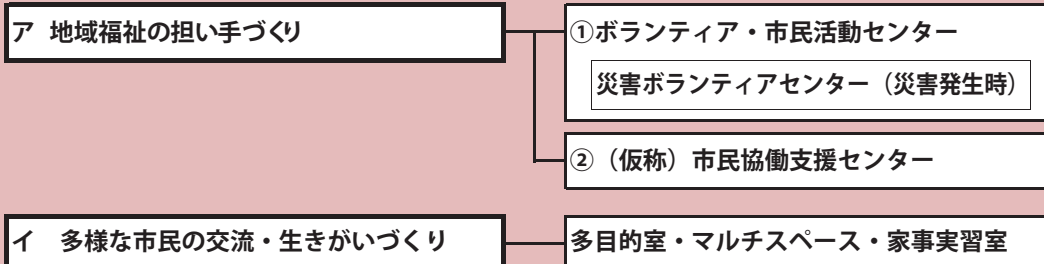 ア 地域福祉の担い手づくり
①ボランティア・市民活動センター
災害ボランティアセンター（災害発生時）
②（仮称）市民協働支援センター
イ 多様な市民の交流・生きがいづくり
多目的室・マルチスペース・家事実習室